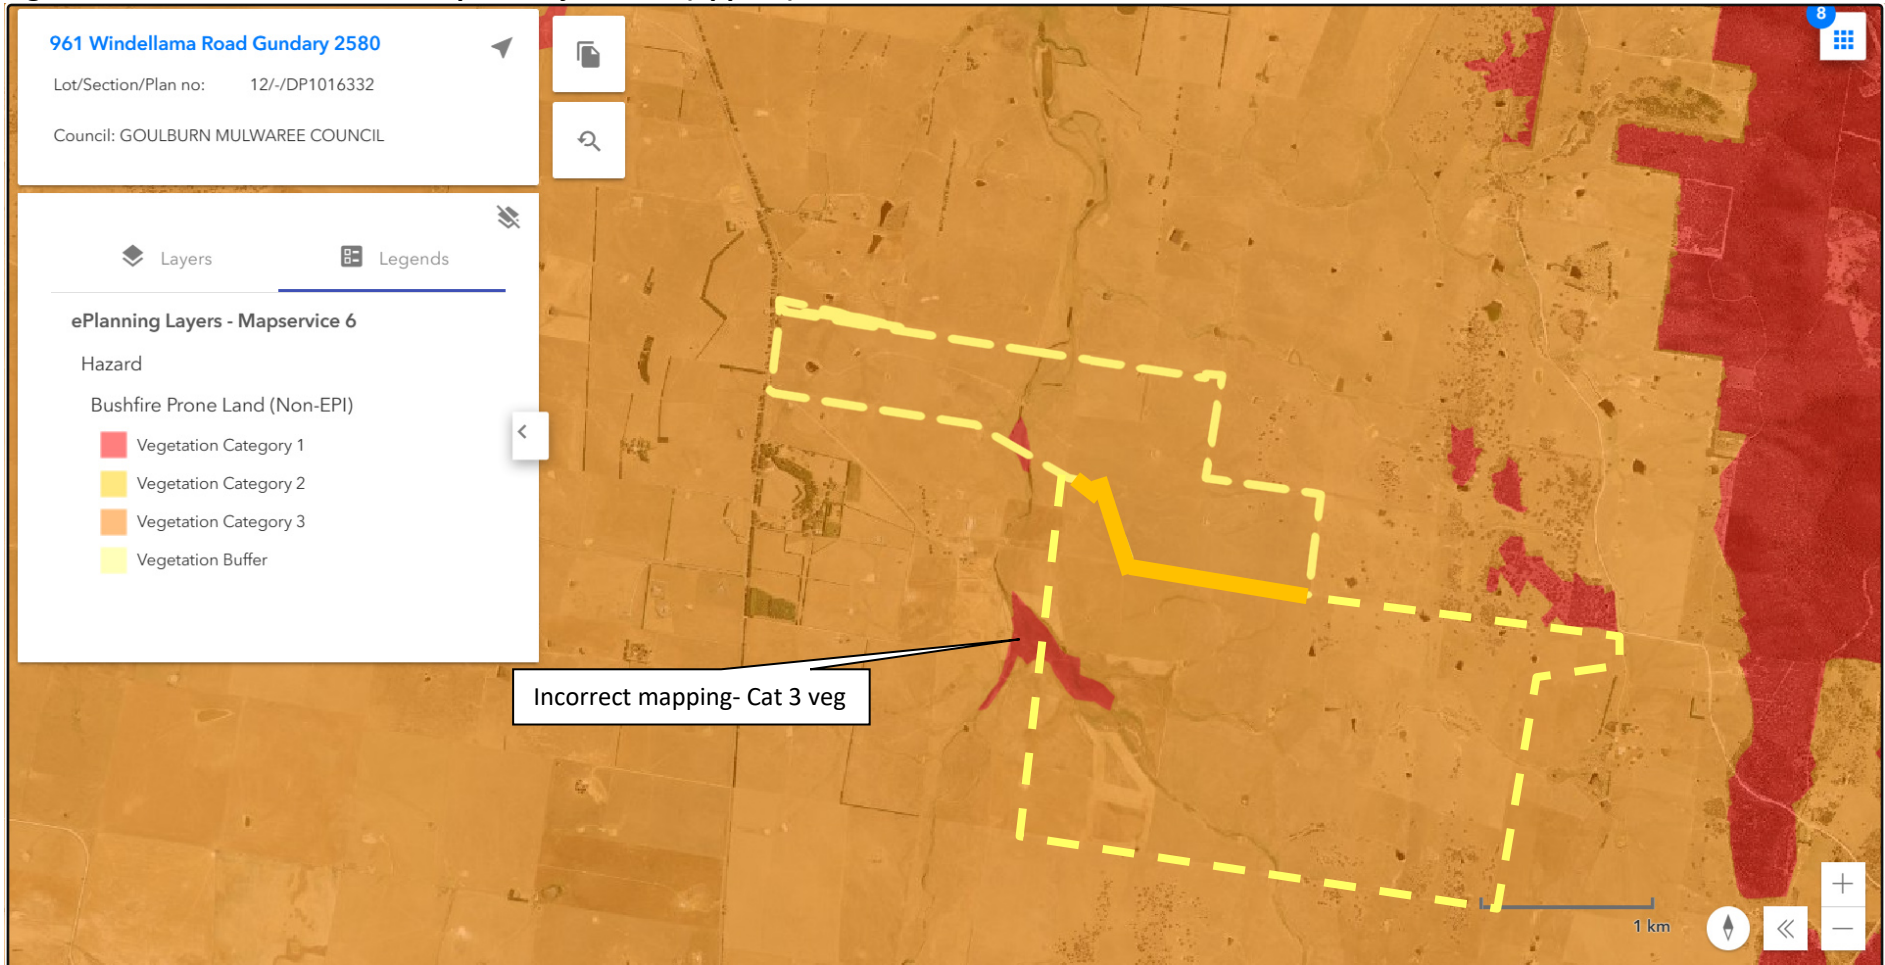 961 Windellama Road Gundary 2580
Lot/Section/Plan no: 12/-/DP1016332
Council: GOULBURN MULWAREE COUNCIL
8
Layers Legends
ePlanning Layers - Mapservice 6
Hazard
Bushfire Prone Land (Non-EPI)
Vegetation Category 1
Vegetation Category 2
Vegetation Category 3
Vegetation Buffer
Incorrect mapping- Cat 3 veg
1 km